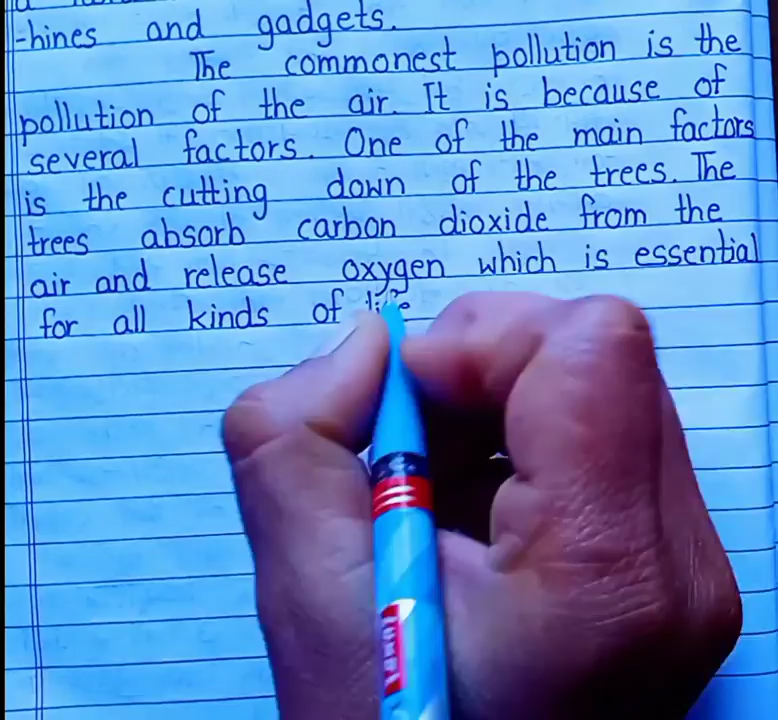 -hines and gadgets.
The commonest pollution is the
pollution of the air. It is because of
several factors. One of the main factors
is the cutting down of the trees. The
trees absorb carbon dioxide from the
air and release oxygen which is essential
for all kinds of life